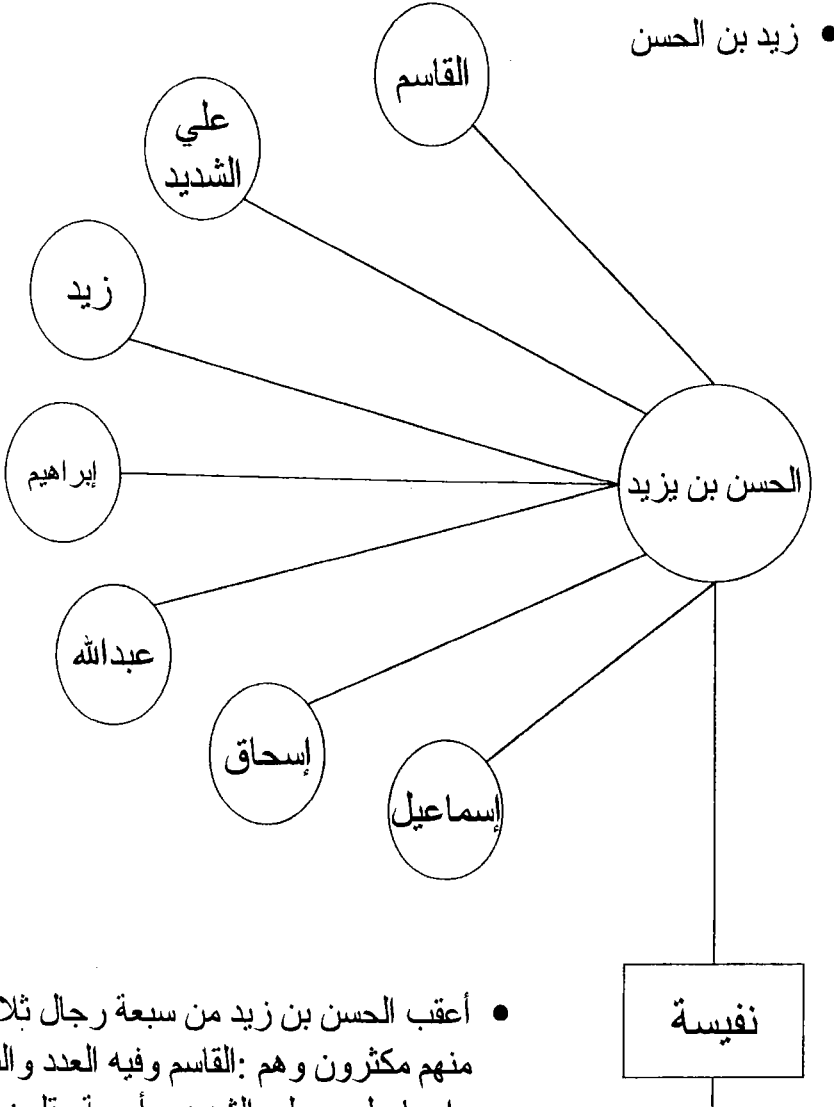 زيد بن الحسن
القاسم
علي
الشديد
زيد
إبراهيم
الحسن بن يزيد
عبدالله
إسحاق
إسماعيل
نفيسة
أعقب الحسن بن زيد من سبعة رجال
منهم مكثرون وهم :القاسم وفيه العدد